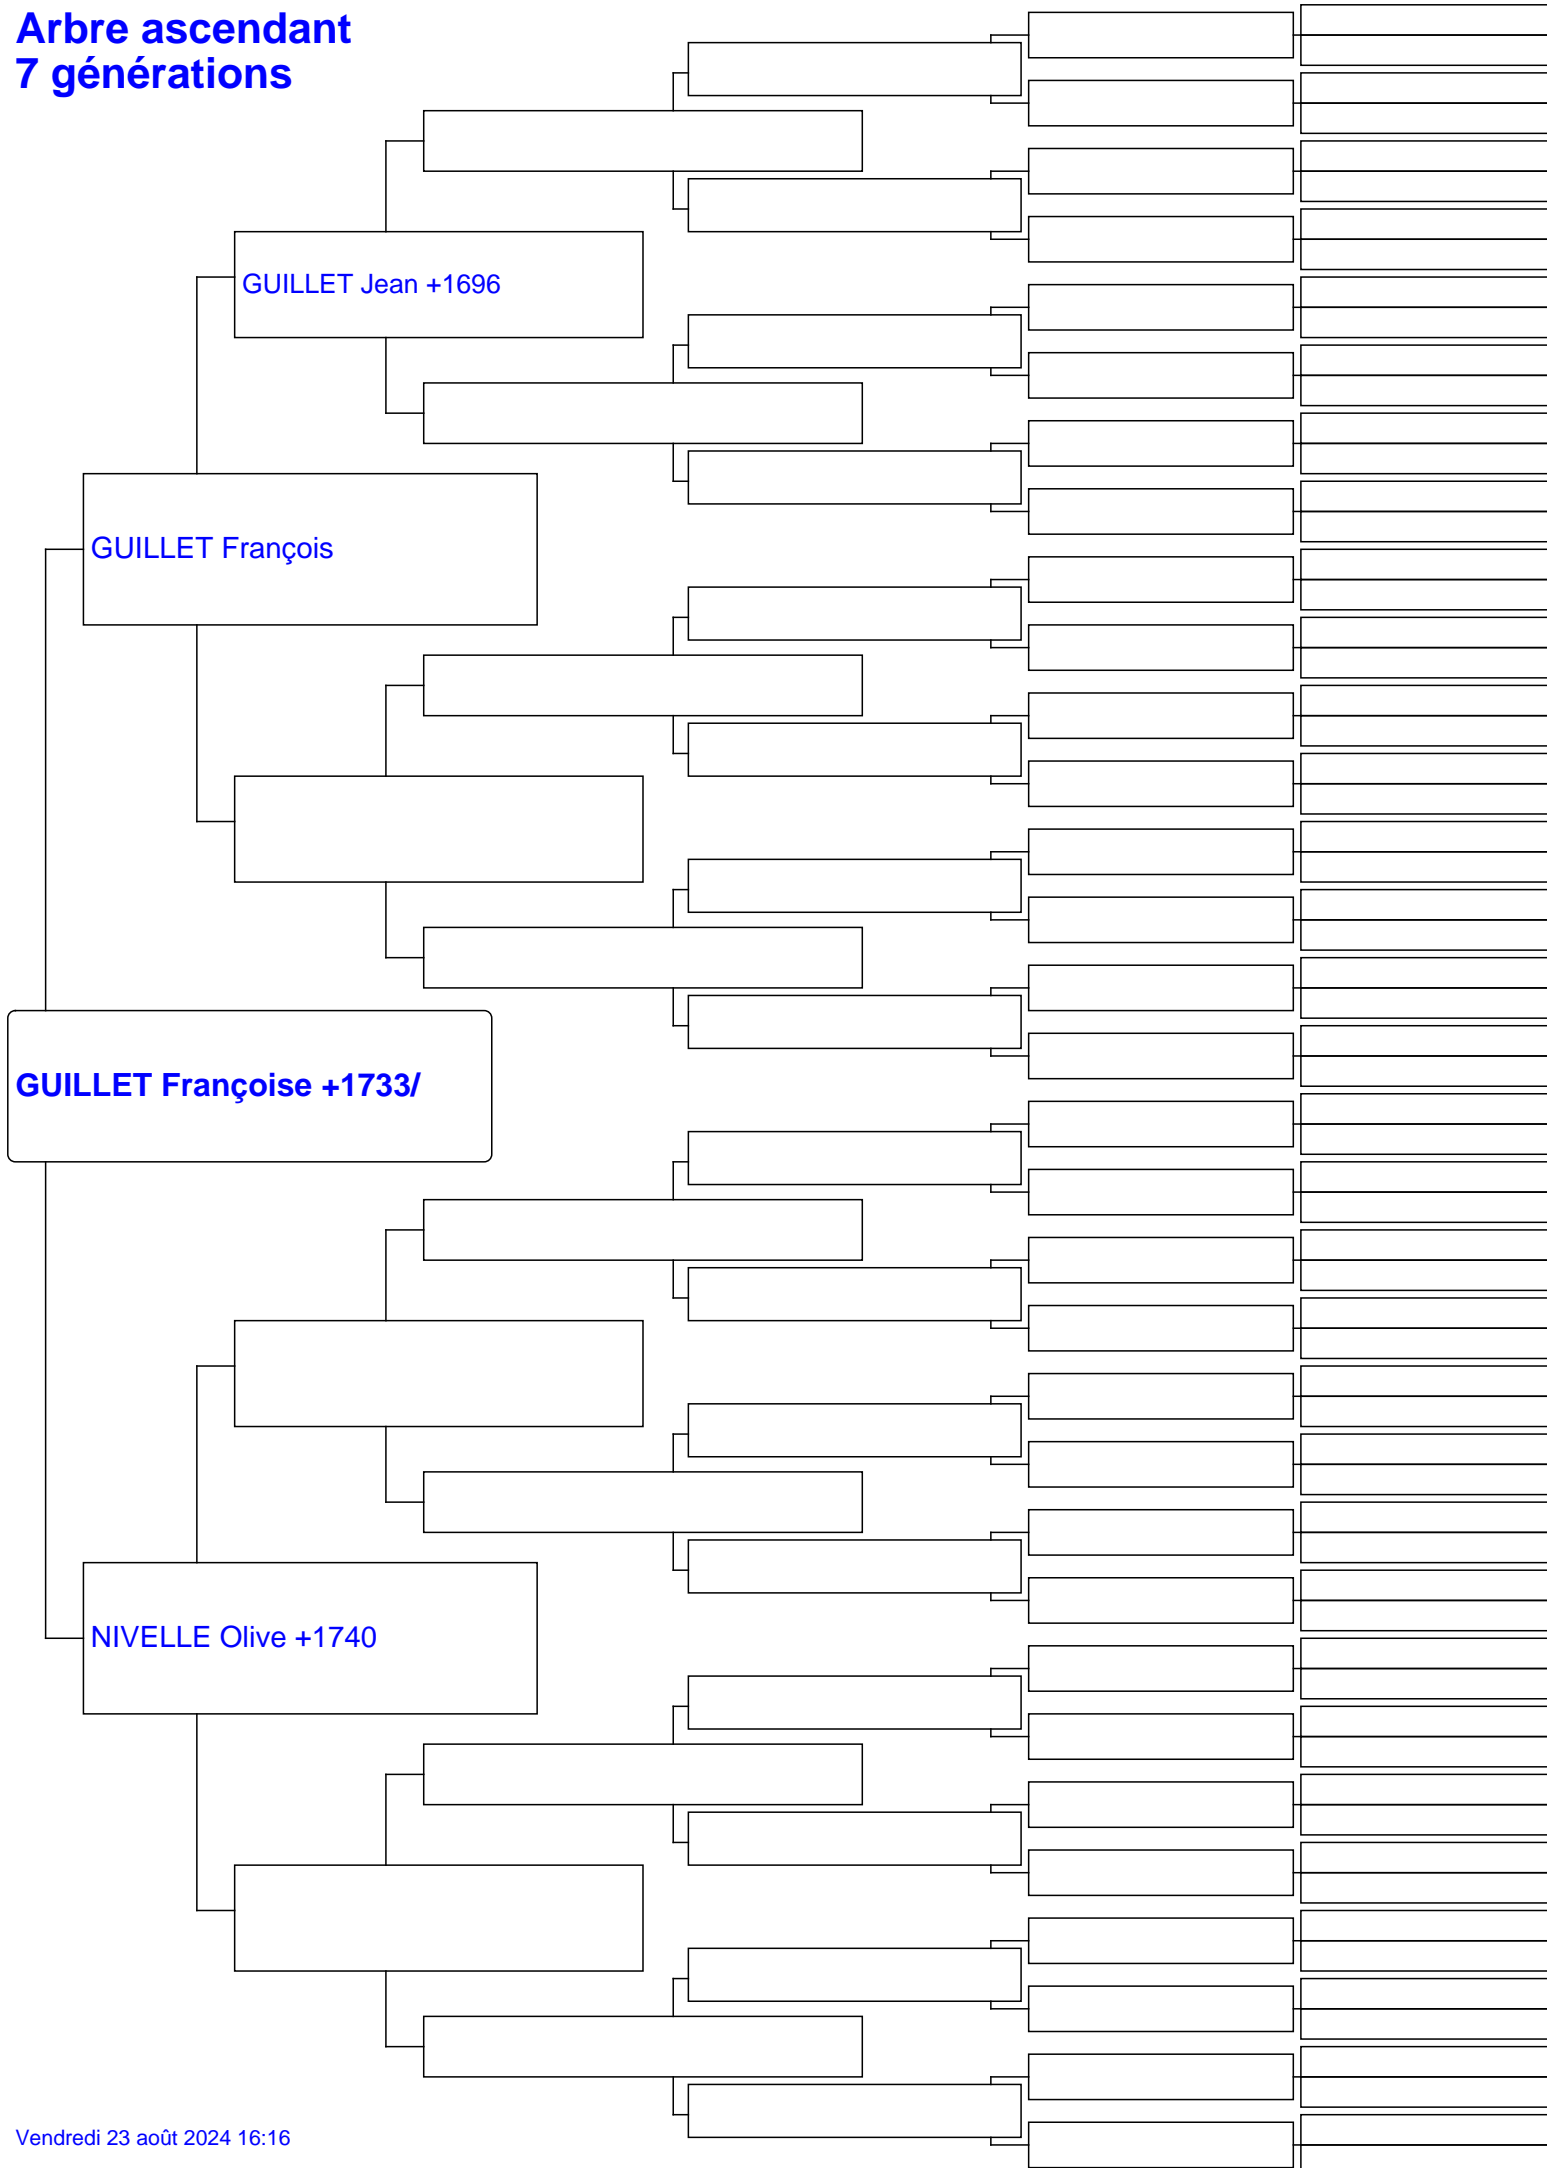 Arbre ascendant
7 générations
GUILLET Jean +1696
GUILLET François
GUILLET Françoise +1733/
NIVELLE Olive +1740
Vendredi 23 août 2024 16:16